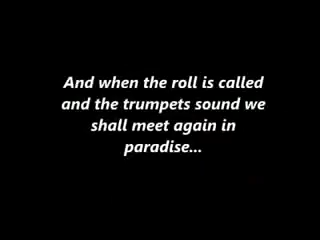 And when the roll is called
and the trumpets sound we
shall meet again in
paradise...